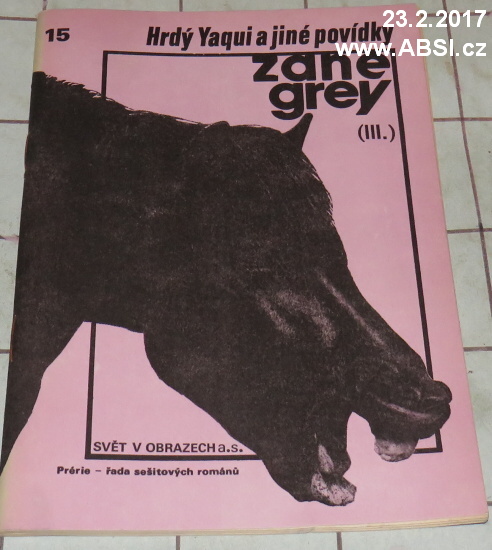 23.2.2017
www.ABSI.cz
15
Hrdý Yaqui a jiné povídky
zane
grey
(III.)
SVĚT V OBRAZECH a.s.
Prérie – řada sešitových románů